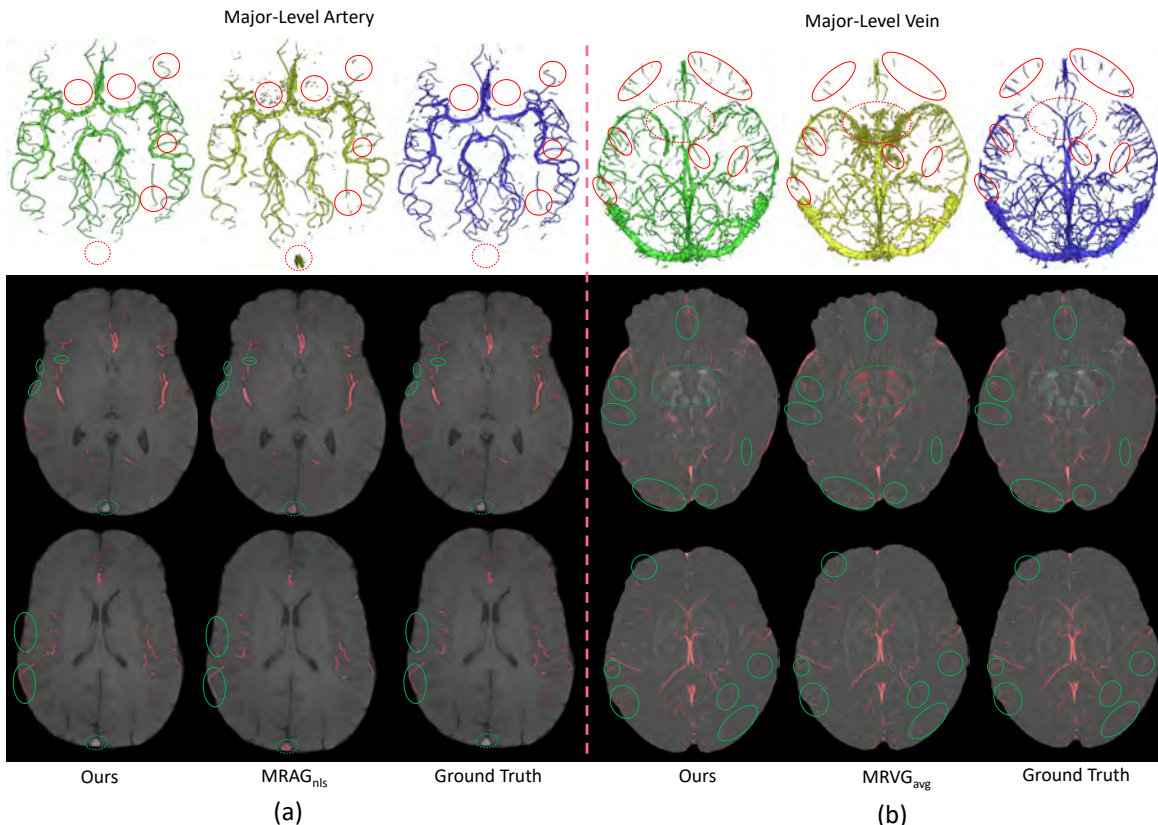 Major-Level Artery
Major-Level Vein
Ours
MRAGnls
Ground Truth
Ours
MRVGavg
Ground Truth
(a)
(b)